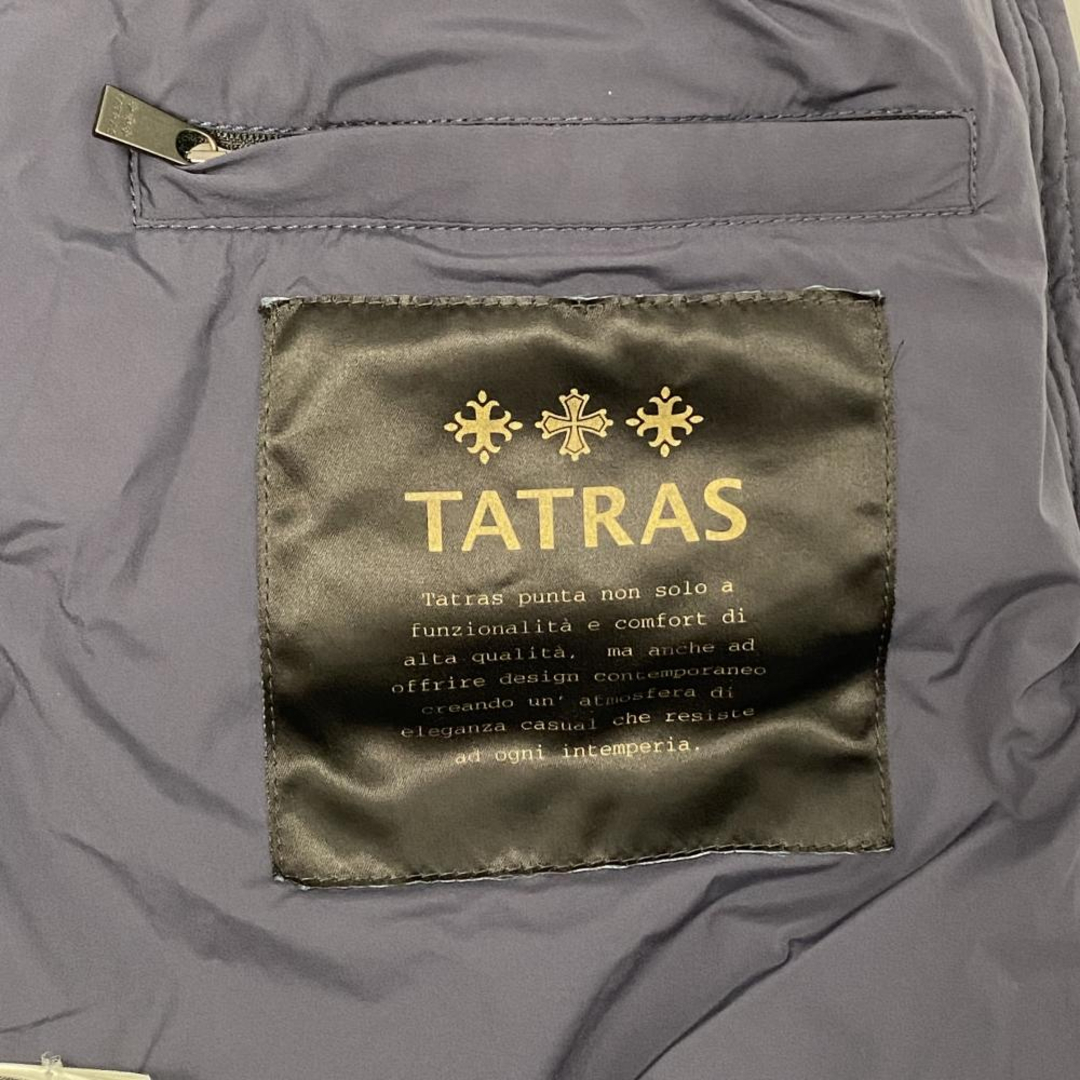 TATRAS
Tatras punta non solo a
funzionalità e comfort di
alta qualità, ma anche ad
offrire design contemporaneo
creando un' atmosfera di
eleganza casual che resiste
ad ogni intemperia.